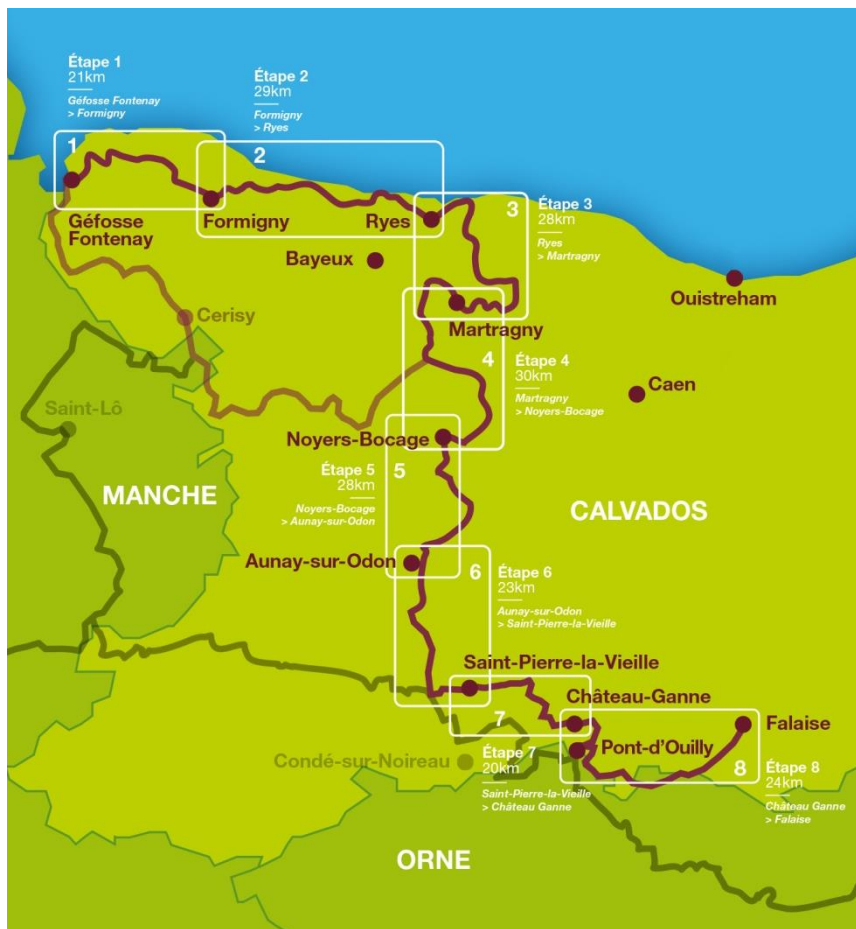 Étape 1
21km
Géfosse Fontenay
> Formigny
Étape 2
29km
Formigny
> Ryes
1
2
3
Étape 3
28km
Ryes
> Martragny
Géfosse
Fontenay
Formigny
Ryes
Bayeux
Ouistreham
Cerisy
Martragny
4
Étape 4
30km
Martragny
> Noyers-Bocage
Caen
Saint-Lô
Noyers-Bocage
5
Étape 5
28km
Noyers-Bocage
> Aunay-sur-Odon
MANCHE
CALVADOS
Aunay-sur-Odon
6
Étape 6
23km
Aunay-sur-Odon
> Saint-Pierre-la-Vieille
Saint-Pierre-la-Vieille
Château-Ganne
Falaise
7
Pont-d'Ouilly
Condé-sur-Noireau
Étape 7
20km
Saint-Pierre-la-Vieille
> Château Ganne
8
Étape 8
24km
Château Ganne
> Falaise
ORNE